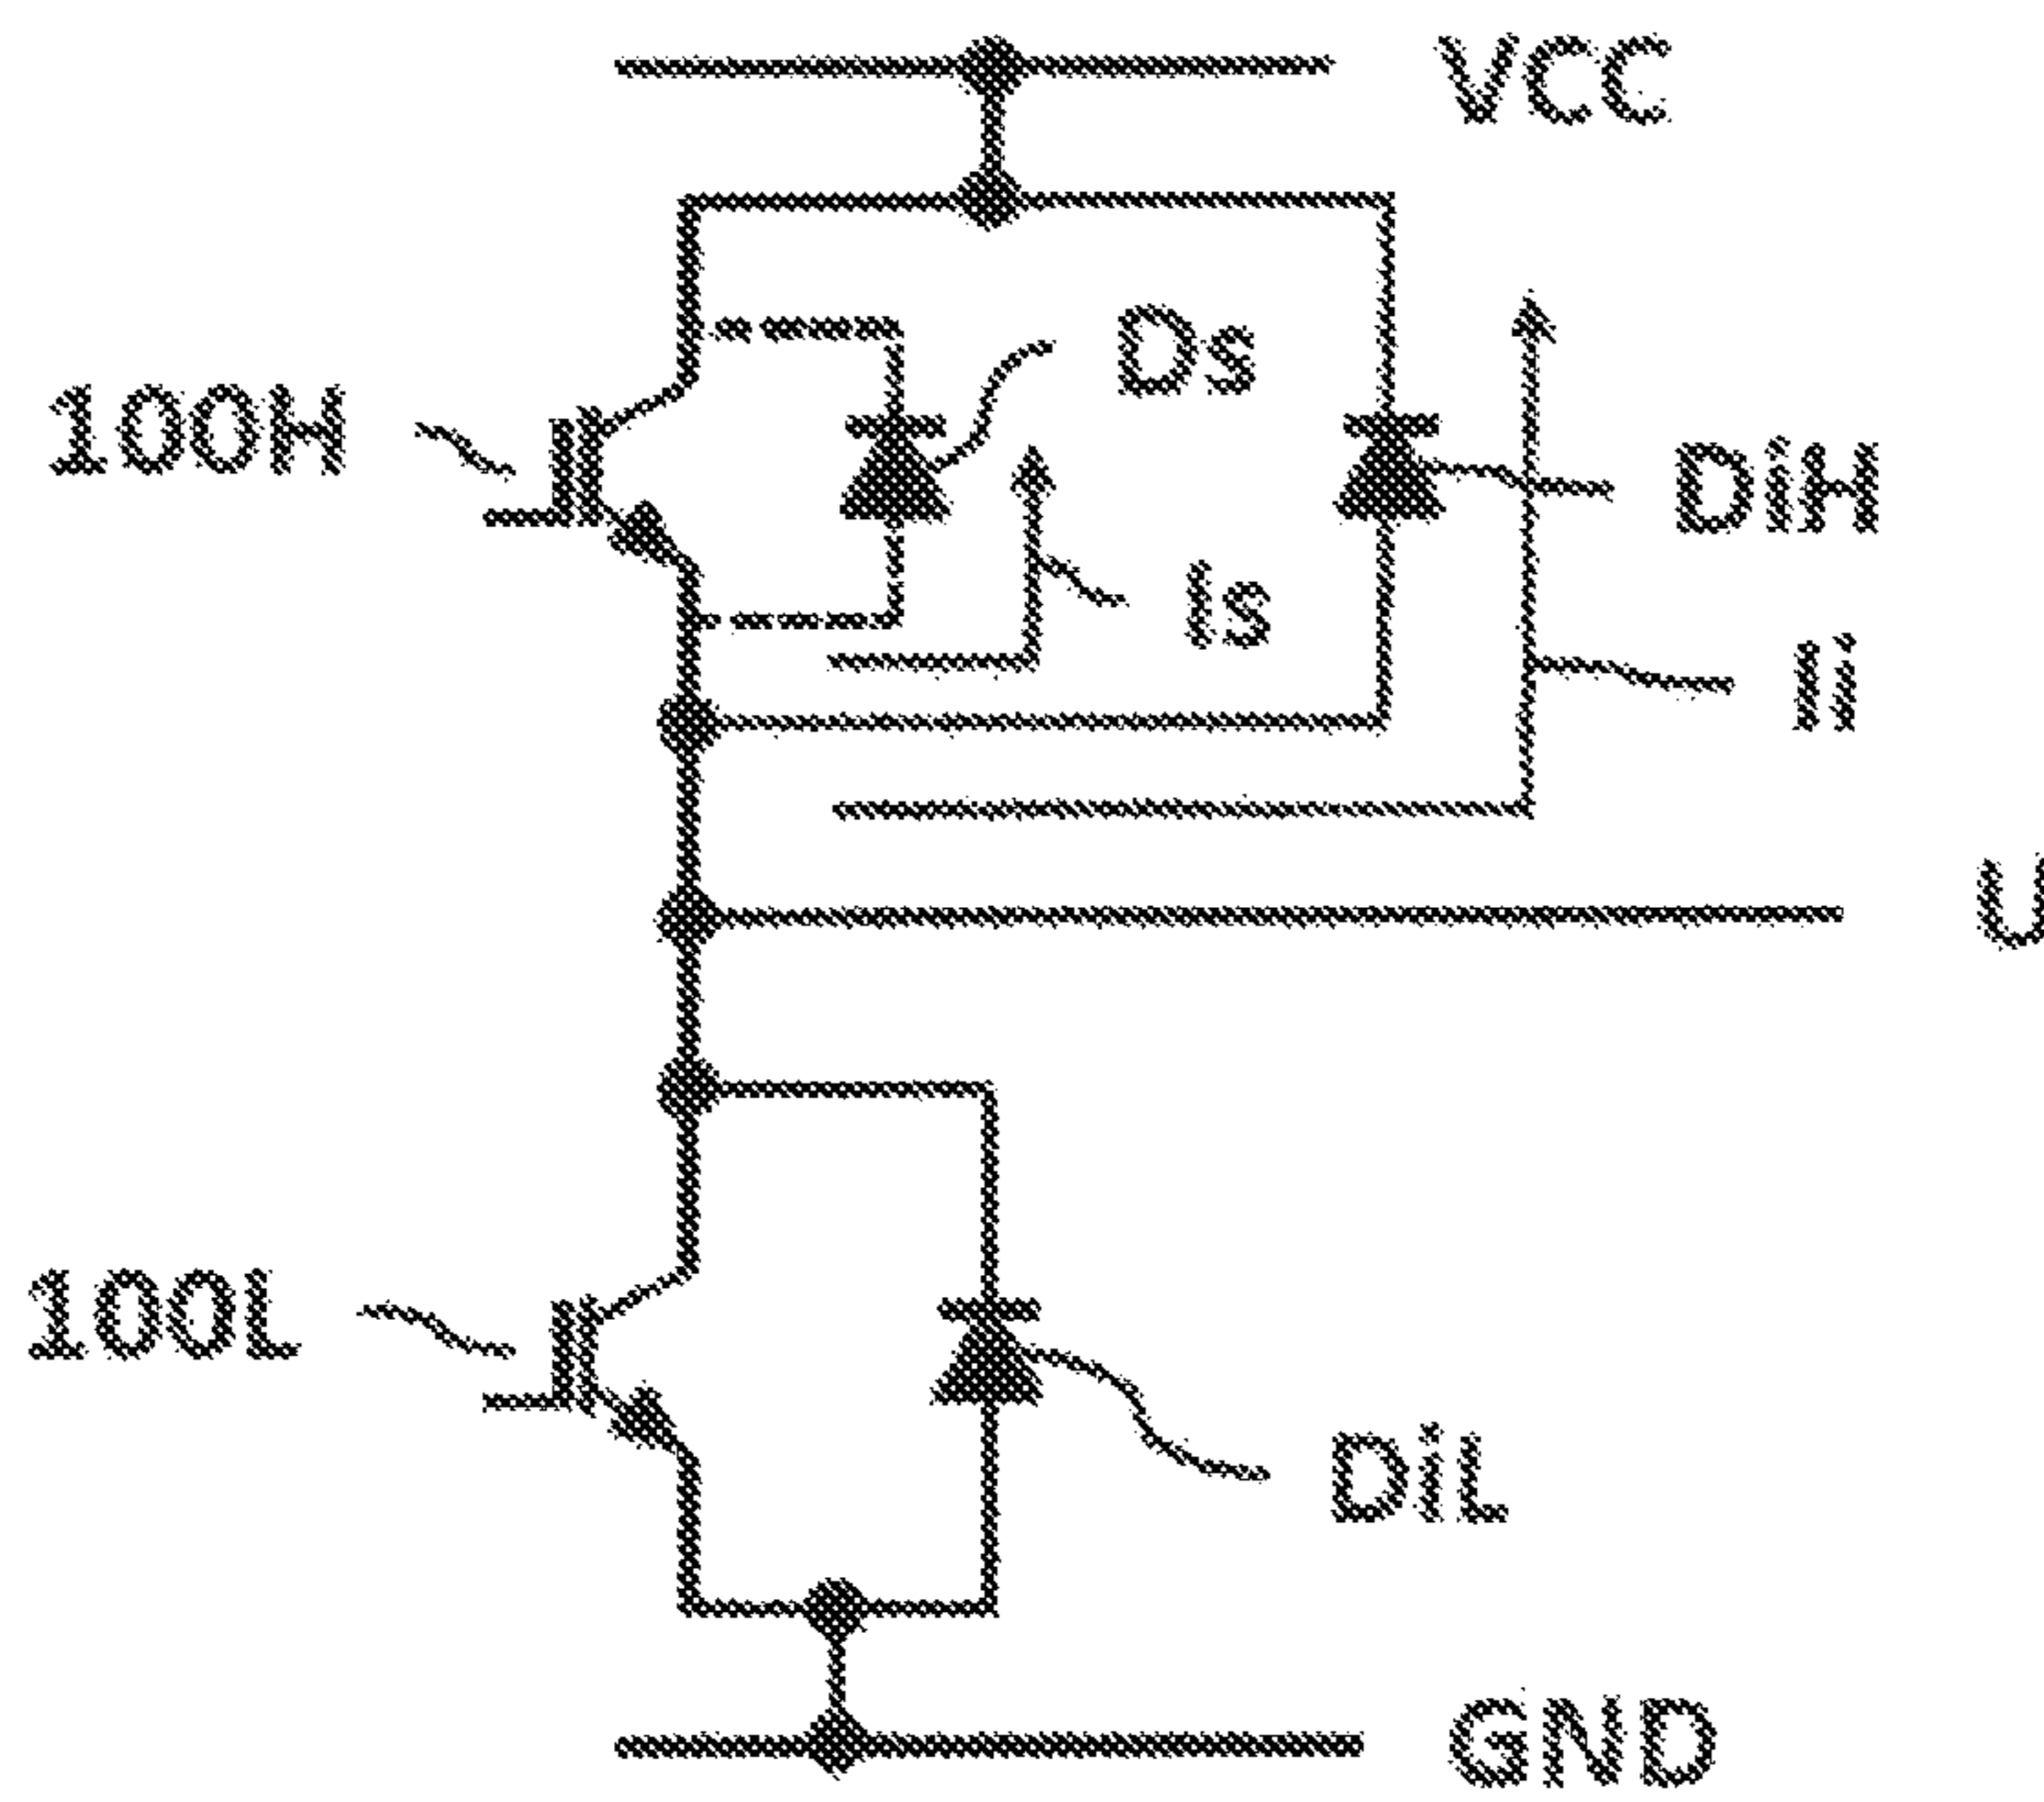 VCC
Ds
100H
DiH
Is
Ii
U
100L
DiL
GND